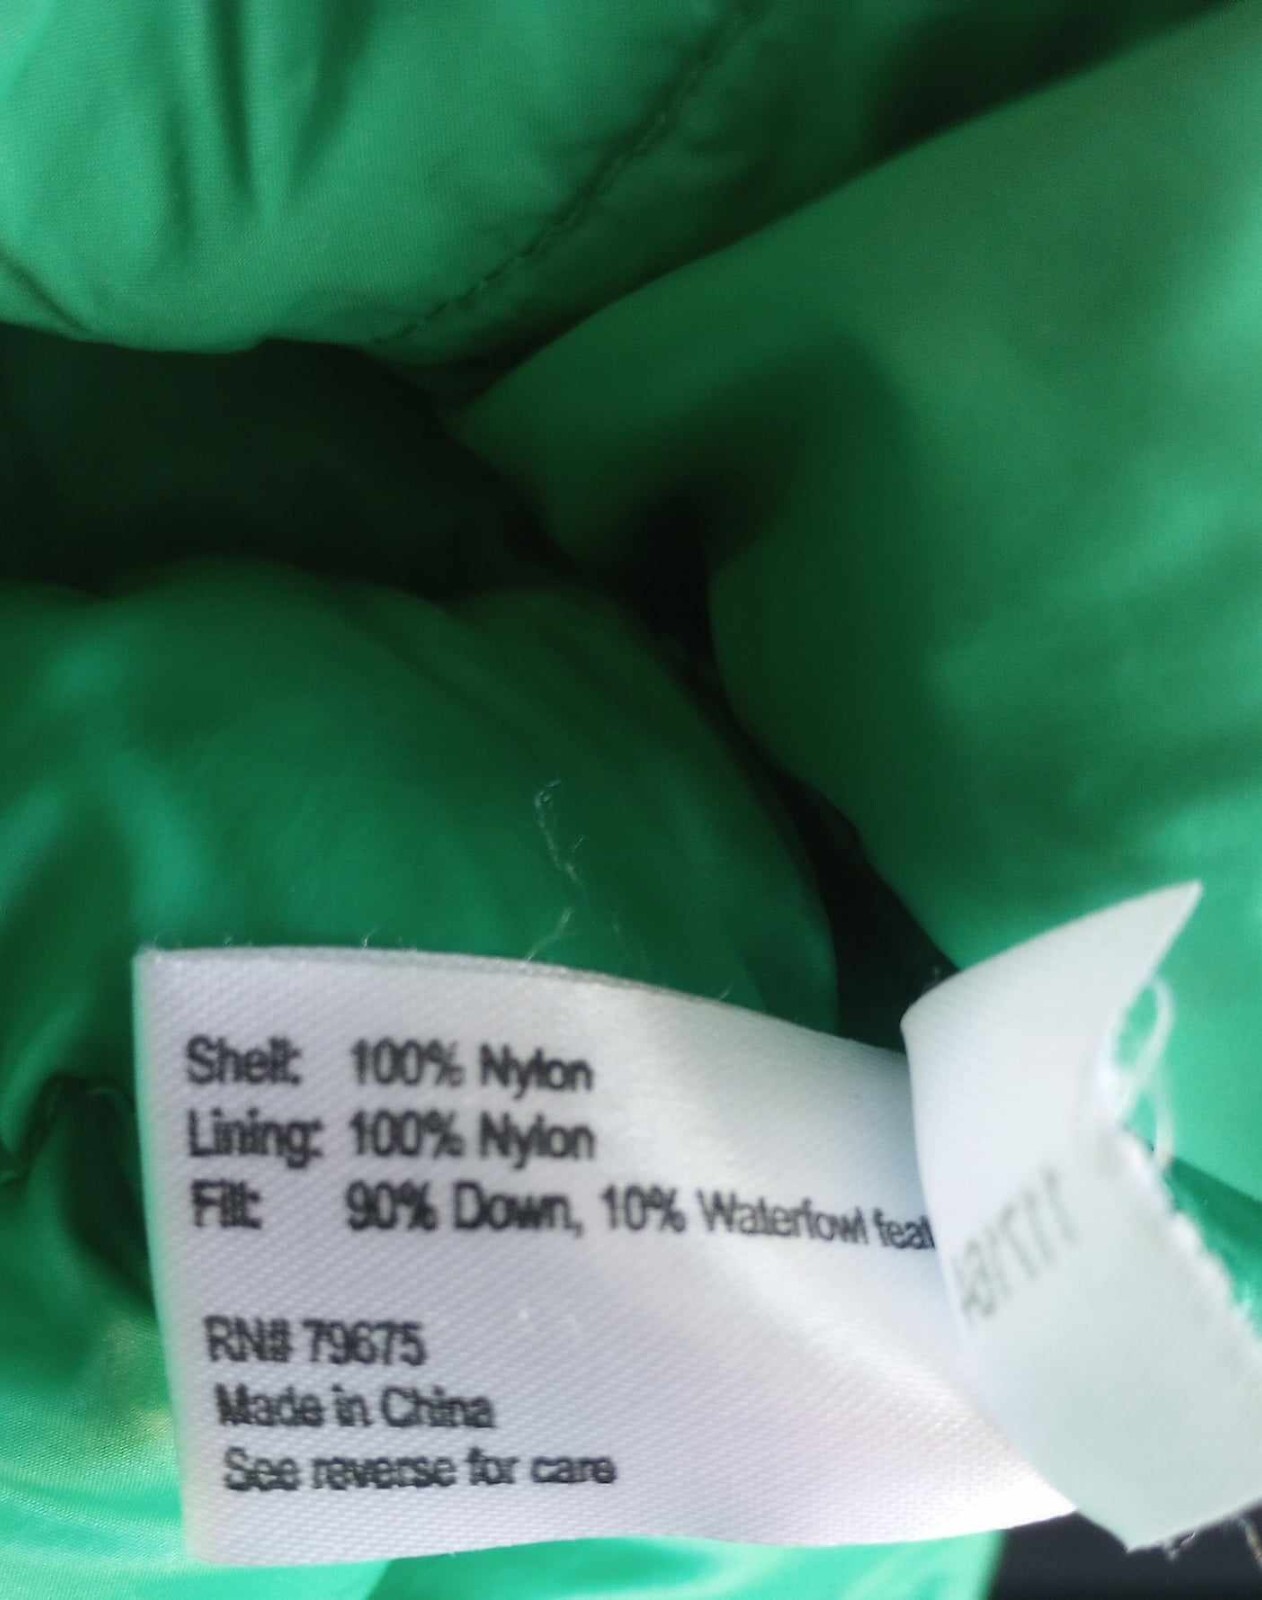 Shell: 100% Nylon
Lining: 100% Nylon
Fill: 90% Down, 10% Waterfowl
RN# 79675
Made in China
See reverse for care